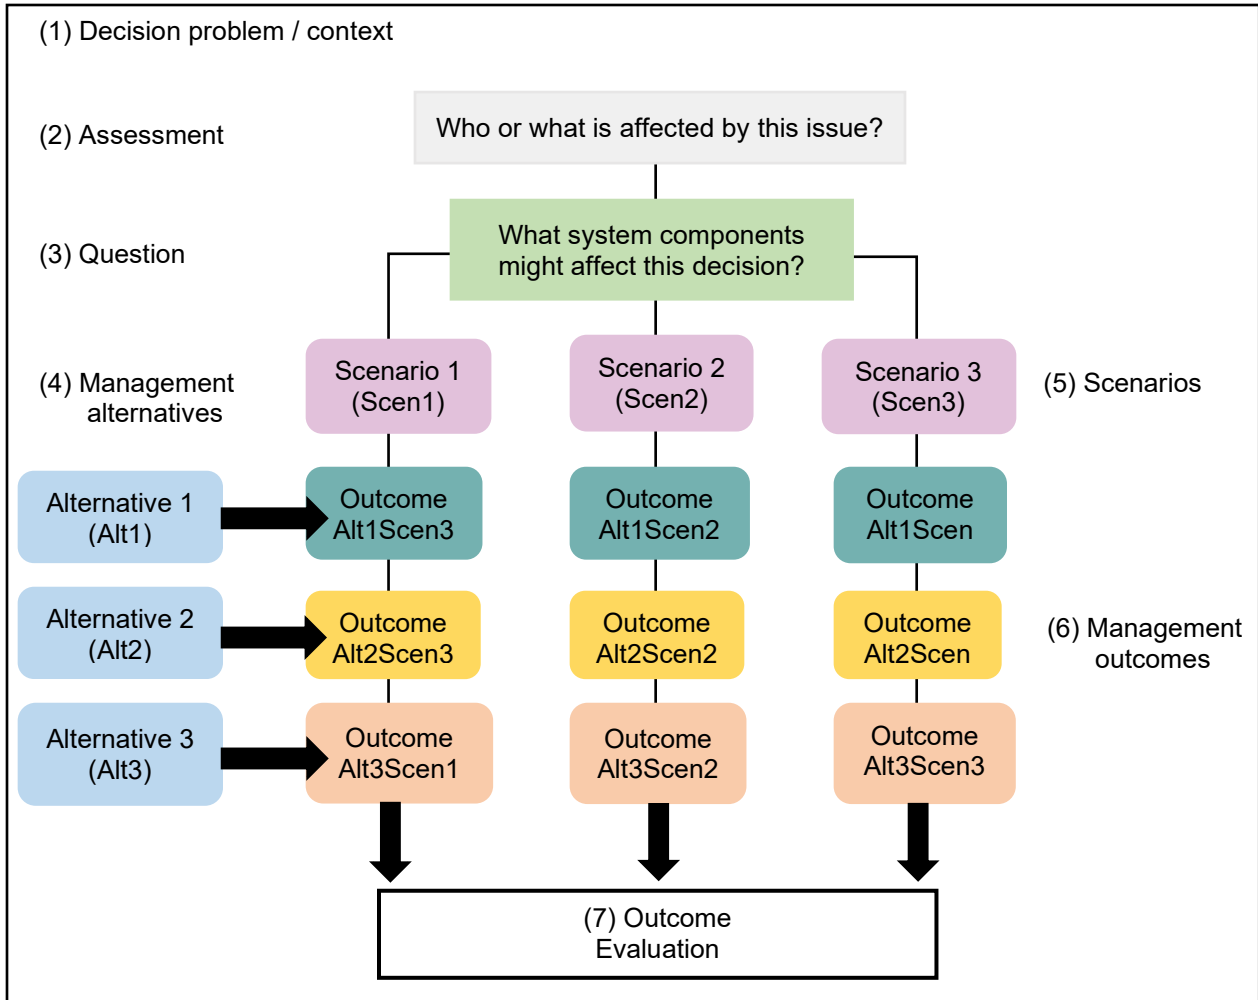 (1) Decision problem / context
(2) Assessment
Who or what is affected by this issue?
(3) Question
What system components
might affect this decision?
(4) Management
alternatives
Scenario 1
(Scen1)
Scenario 2
(Scen2)
Scenario 3
(Scen3)
(5) Scenarios
Alternative 1
(Alt1)
Outcome
Alt1Scen3
Outcome
Alt1Scen2
Outcome
Alt1Scen
Alternative 2
(Alt2)
Outcome
Alt2Scen3
Outcome
Alt2Scen2
Outcome
Alt2Scen
(6) Management
outcomes
Alternative 3
(Alt3)
Outcome
Alt3Scen1
Outcome
Alt3Scen2
Outcome
Alt3Scen3
(7) Outcome
Evaluation